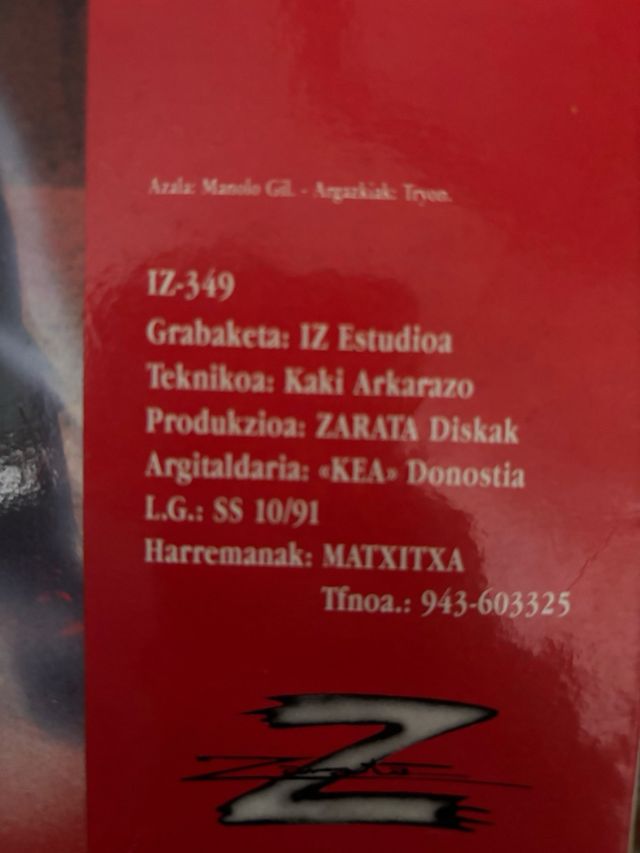 Azala: Manolo Gil. - Argazkiak: Tryon.
IZ-349
Grabaketa: IZ Estudioa
Teknikoa: Kaki Arkarazo
Produkzioa: ZARATA Diskak
Argitaldaria: «KEA» Donostia
L.G.: SS 10/91
Harremanak: MATXITXA
Tfnoa.: 943-603325
Z
Zarata